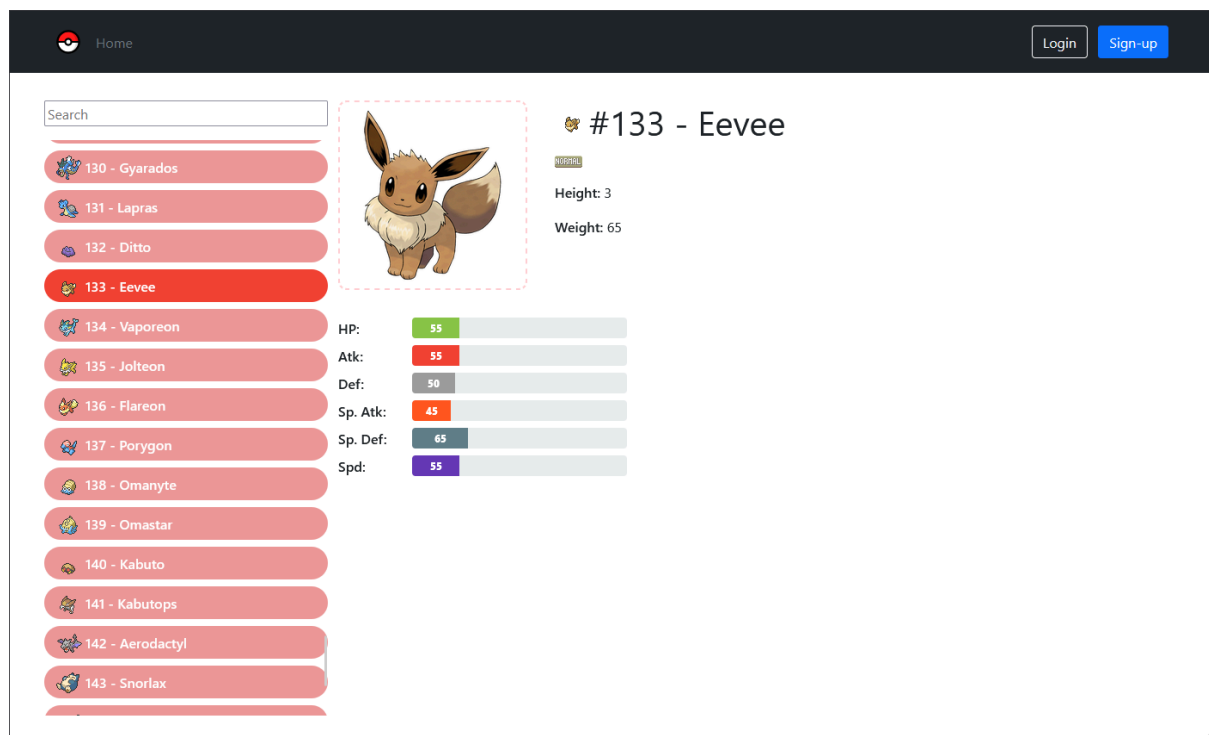 Home
Login
Sign-up
Search
130 - Gyarados
131 - Lapras
132 - Ditto
133 - Eevee
134 - Vaporeon
135 - Jolteon
136 - Flareon
137 - Porygon
138 - Omanyte
139 - Omastar
140 - Kabuto
141 - Kabutops
142 - Aerodactyl
143 - Snorlax
#133 - Eevee
NORMAL
Height: 3
Weight: 65
HP: 55
Atk: 55
Def: 50
Sp. Atk: 45
Sp. Def: 65
Spd: 55